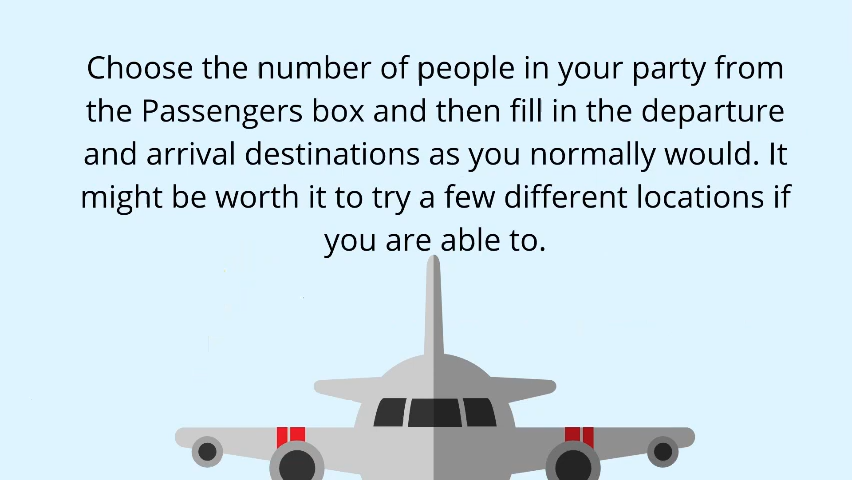 Choose the number of people in your party from
the Passengers box and then fill in the departure
and arrival destinations as you normally would. It
might be worth it to try a few different locations if
you are able to.